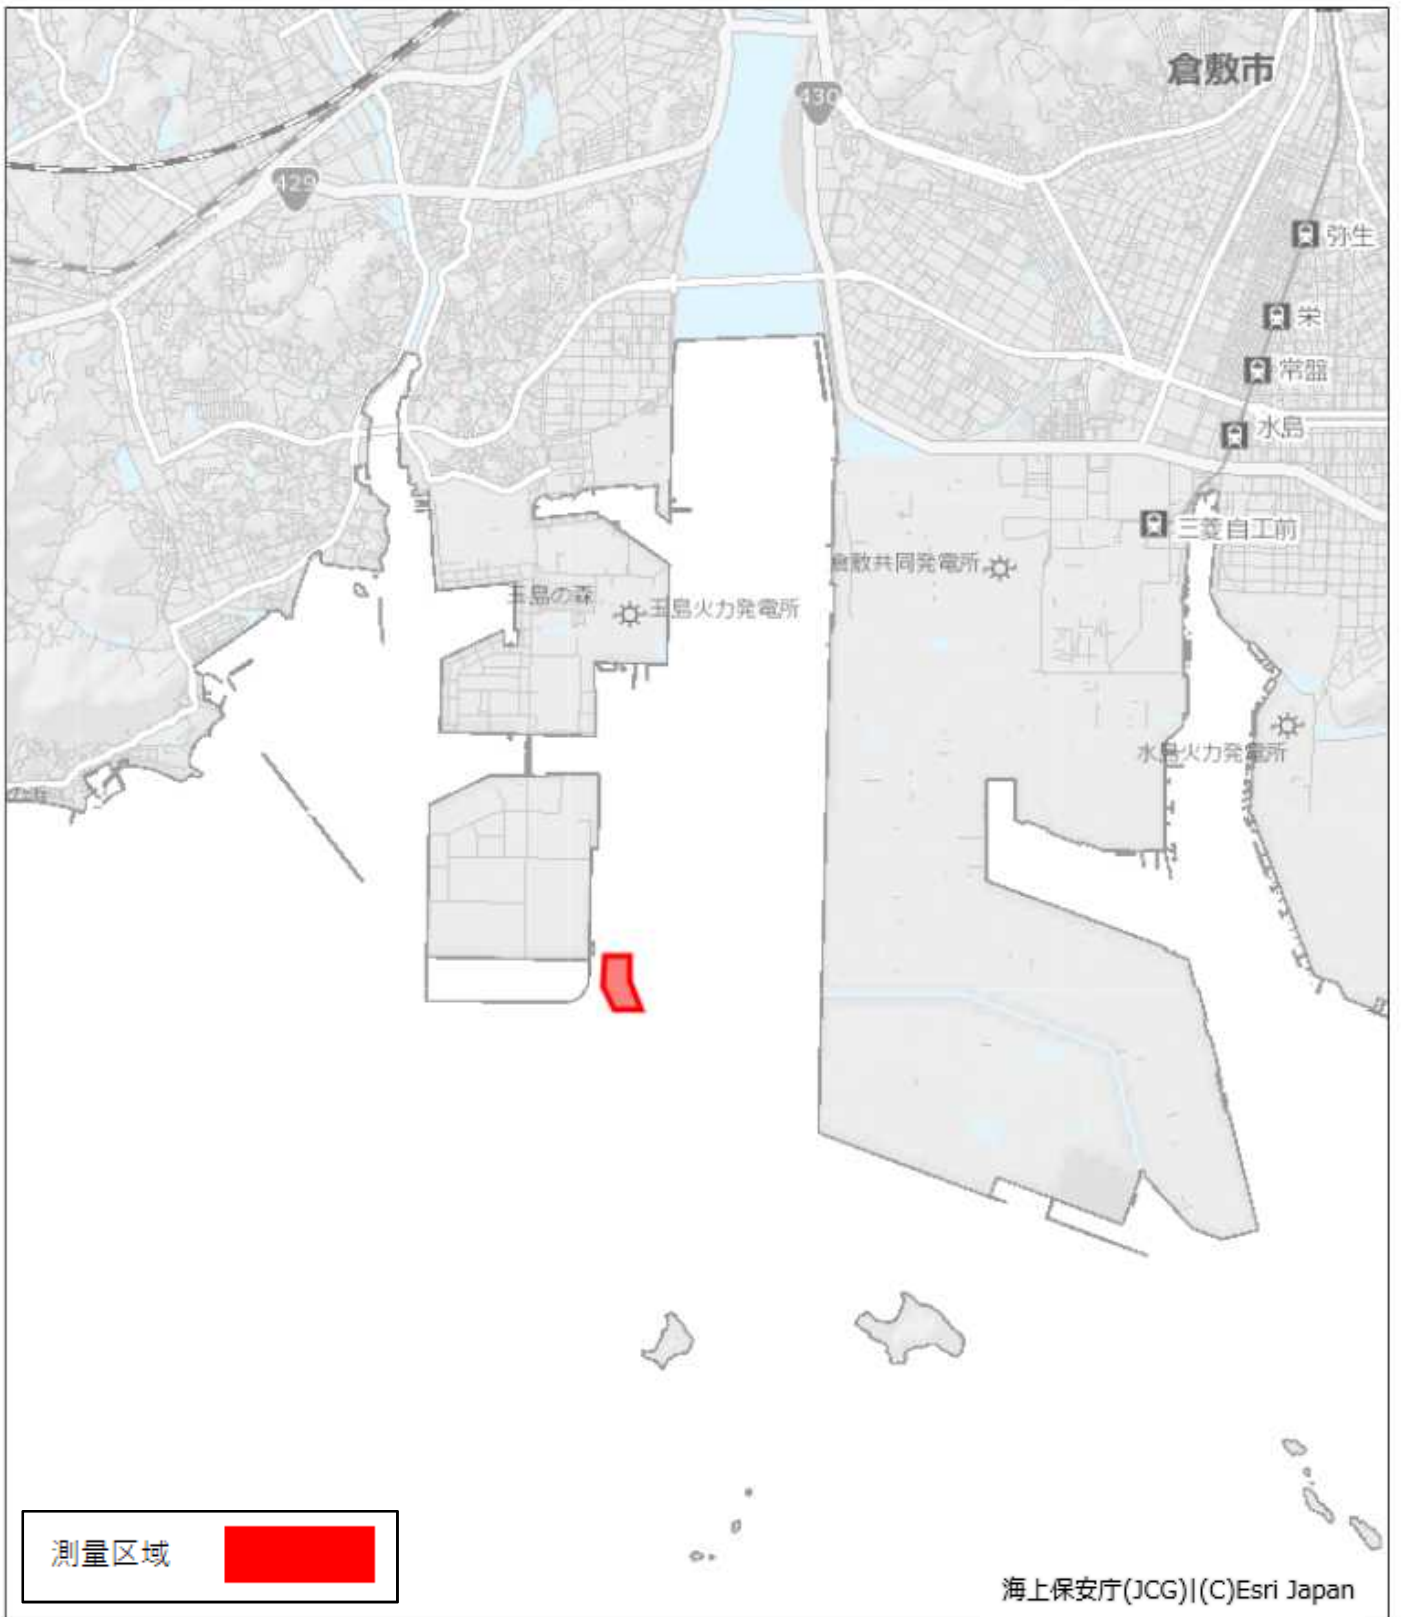 倉敷市
430
429
弥生
栄
常盤
水島
三菱自工前
倉敷共同発電所
玉島の森
玉島火力発電所
水島火力発電所
測量区域
海上保安庁(JCG)|(C)Esri Japan